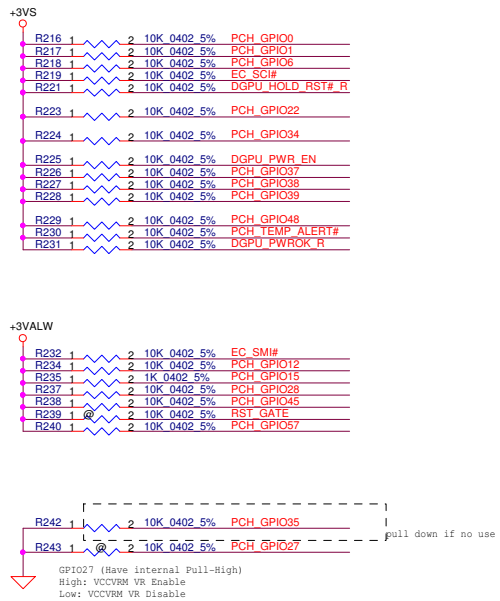 +3VS
R216 1 2 10K_0402_5% PCH_GPIO0
R217 1 2 10K_0402_5% PCH_GPIO1
R218 1 2 10K_0402_5% PCH_GPIO6
R219 1 2 10K_0402_5% EC_SCI#
R221 1 2 10K_0402_5% DGPU_HOLD_RST#_R
R223 1 2 10K_0402_5% PCH_GPIO22
R224 1 2 10K_0402_5% PCH_GPIO34
R225 1 2 10K_0402_5% DGPU_PWR_EN
R226 1 2 10K_0402_5% PCH_GPIO37
R227 1 2 10K_0402_5% PCH_GPIO38
R228 1 2 10K_0402_5% PCH_GPIO39
R229 1 2 10K_0402_5% PCH_GPIO48
R230 1 2 10K_0402_5% PCH_TEMP_ALERT#
R231 1 2 10K_0402_5% DGPU_PWROK_R
+3VALW
R232 1 2 10K_0402_5% EC_SMI#
R234 1 2 10K_0402_5% PCH_GPIO12
R235 1 2 1K_0402_5% PCH_GPIO15
R237 1 2 10K_0402_5% PCH_GPIO28
R238 1 2 10K_0402_5% PCH_GPIO45
R239 1 @ 2 10K_0402_5% RST_GATE
R240 1 2 10K_0402_5% PCH_GPIO57
R242 1 2 10K_0402_5% PCH_GPIO35
pull down if no use
R243 1 @ 2 10K_0402_5% PCH_GPIO27
GPIO27 (Have internal Pull-High)
High: VCCVRM VR Enable
Low: VCCVRM VR Disable